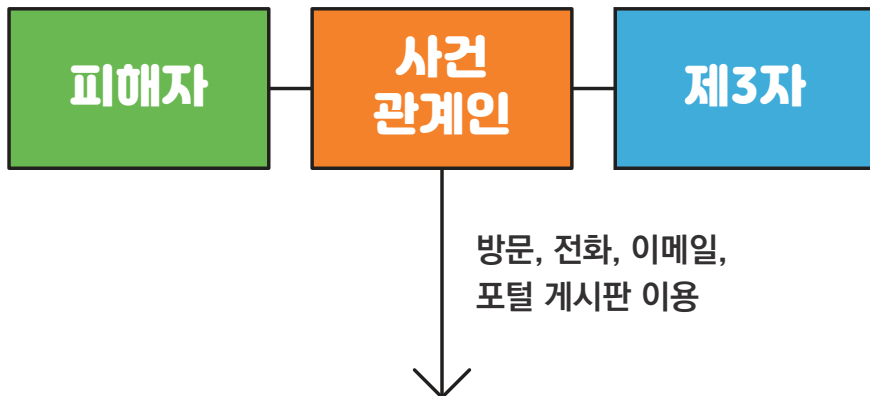 피해자
사건
관계인
제3자
방문, 전화, 이메일,
포털 게시판 이용